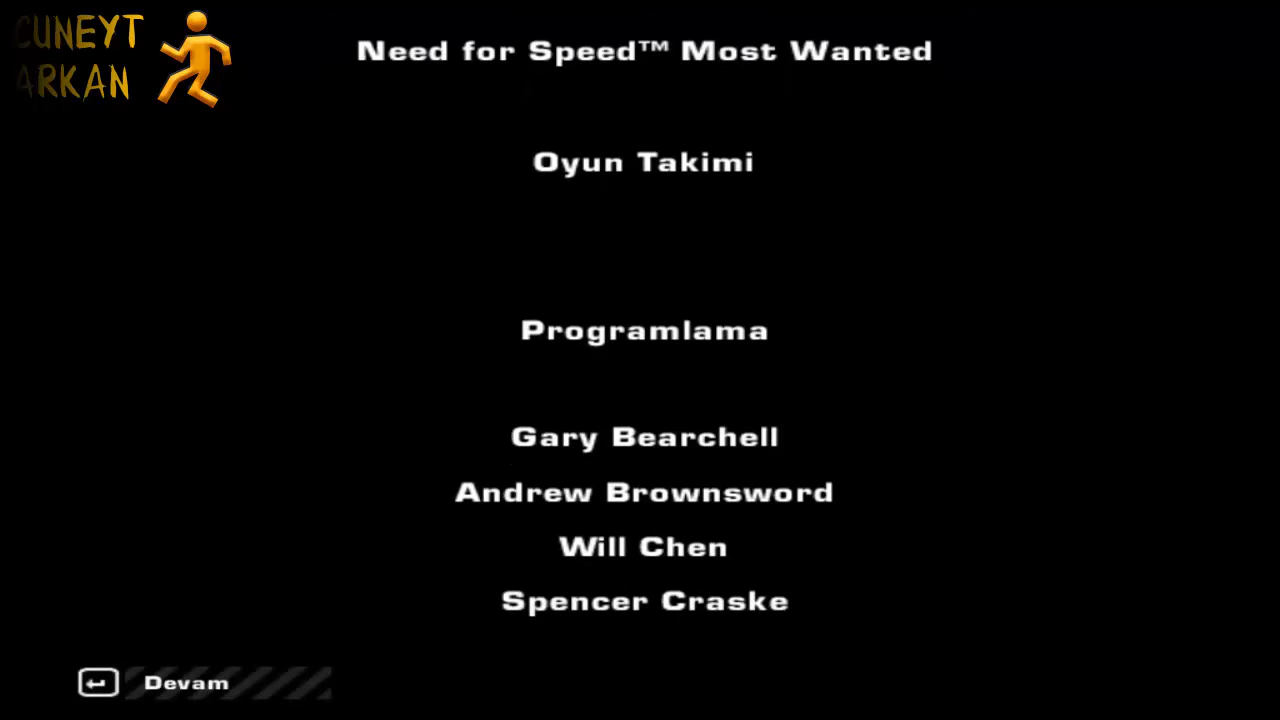 CUNEYT
ARKAN
Need for Speed™ Most Wanted
Oyun Takimi
Programlama
Gary Bearchell
Andrew Brownsword
Will Chen
Spencer Craske
Devam